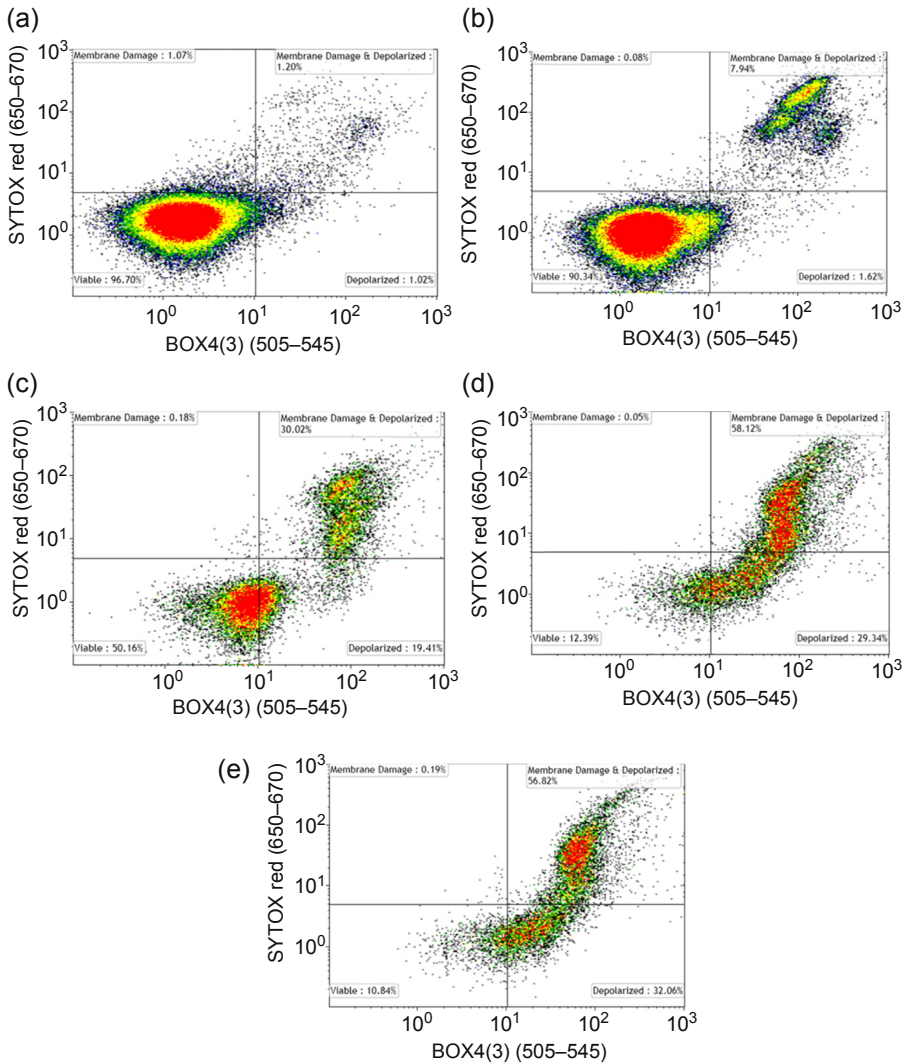 (a)
SYTOX red (650–670)
10³
10²
10¹
10⁰
Membrane Damage : 1.07%
Membrane Damage & Depolarized :
1.20%
Viable : 96.70%
Depolarized : 1.02%
10⁰ 10¹ 10² 10³
BOX4(3) (505–545)
(b)
SYTOX red (650–670)
10³
10²
10¹
10⁰
Membrane Damage : 0.08%
Membrane Damage & Depolarized :
7.94%
Viable : 90.34%
Depolarized : 1.62%
10⁰ 10¹ 10² 10³
BOX4(3) (505–545)
(c)
SYTOX red (650–670)
10³
10²
10¹
10⁰
Membrane Damage : 0.18%
Membrane Damage & Depolarized :
30.02%
Viable : 50.16%
Depolarized : 19.41%
10⁰ 10¹ 10² 10³
BOX4(3) (505–545)
(d)
SYTOX red (650–670)
10³
10²
10¹
10⁰
Membrane Damage : 0.05%
Membrane Damage & Depolarized :
58.12%
Viable : 12.39%
Depolarized : 29.34%
10⁰ 10¹ 10² 10³
BOX4(3) (505–545)
(e)
SYTOX red (650–670)
10³
10²
10¹
10⁰
Membrane Damage : 0.19%
Membrane Damage & Depolarized :
56.82%
Viable : 10.84%
Depolarized : 32.06%
10⁰ 10¹ 10² 10³
BOX4(3) (505–545)